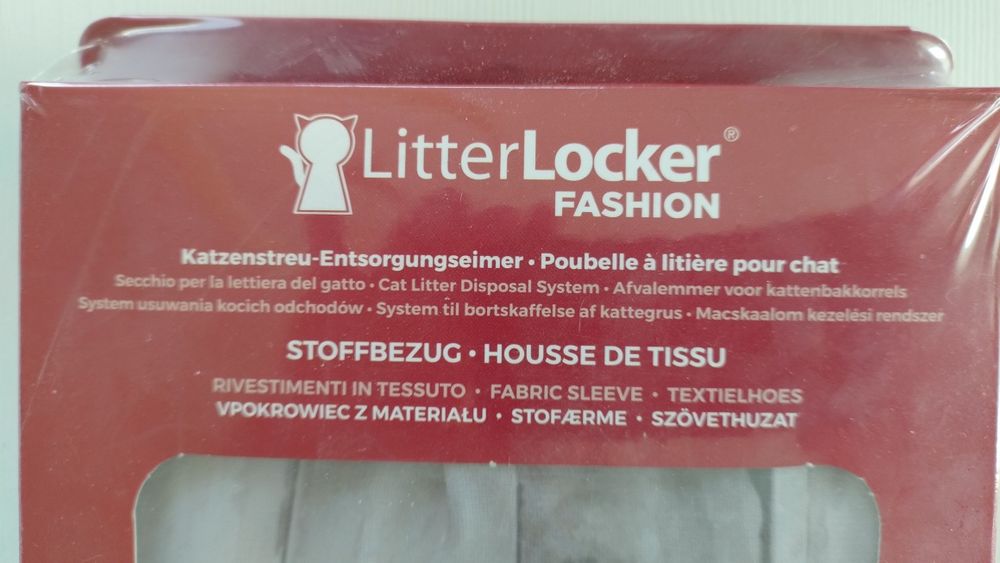 LitterLocker®
FASHION
Katzenstreu-Entsorgungseimer • Poubelle à litière pour chat
Secchio per la lettiera del gatto • Cat Litter Disposal System • Afvalemmer voor kattenbakkorrels
System usuwania kocich odchodów • System til bortskaffelse af kattegrus • Macskaalom kezelési rendszer
STOFFBEZUG • HOUSSE DE TISSU
RIVESTIMENTI IN TESSUTO • FABRIC SLEEVE • TEXTIELHOES
VPOKROWIEC Z MATERIAŁU • STOFÆRME • SZÖVETHUZAT